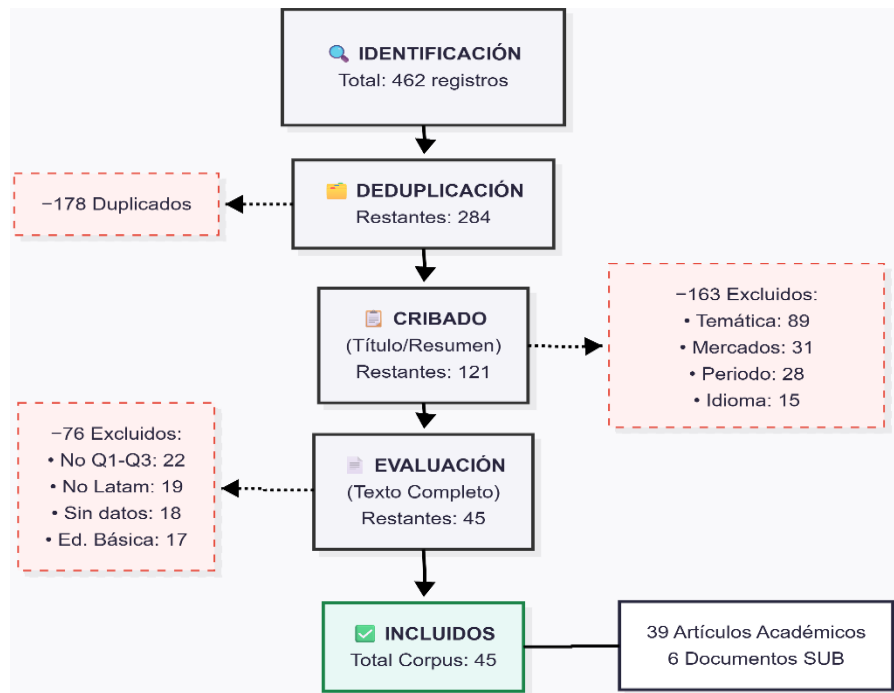 IDENTIFICACIÓN
Total: 462 registros
DEDUPLICACIÓN
Restantes: 284
−178 Duplicados
CRIBADO
(Título/Resumen)
Restantes: 121
−163 Excluidos:
• Temática: 89
• Mercados: 31
• Periodo: 28
• Idioma: 15
EVALUACIÓN
(Texto Completo)
Restantes: 45
−76 Excluidos:
• No Q1-Q3: 22
• No Latam: 19
• Sin datos: 18
• Ed. Básica: 17
INCLUIDOS
Total Corpus: 45
39 Artículos Académicos
6 Documentos SUB